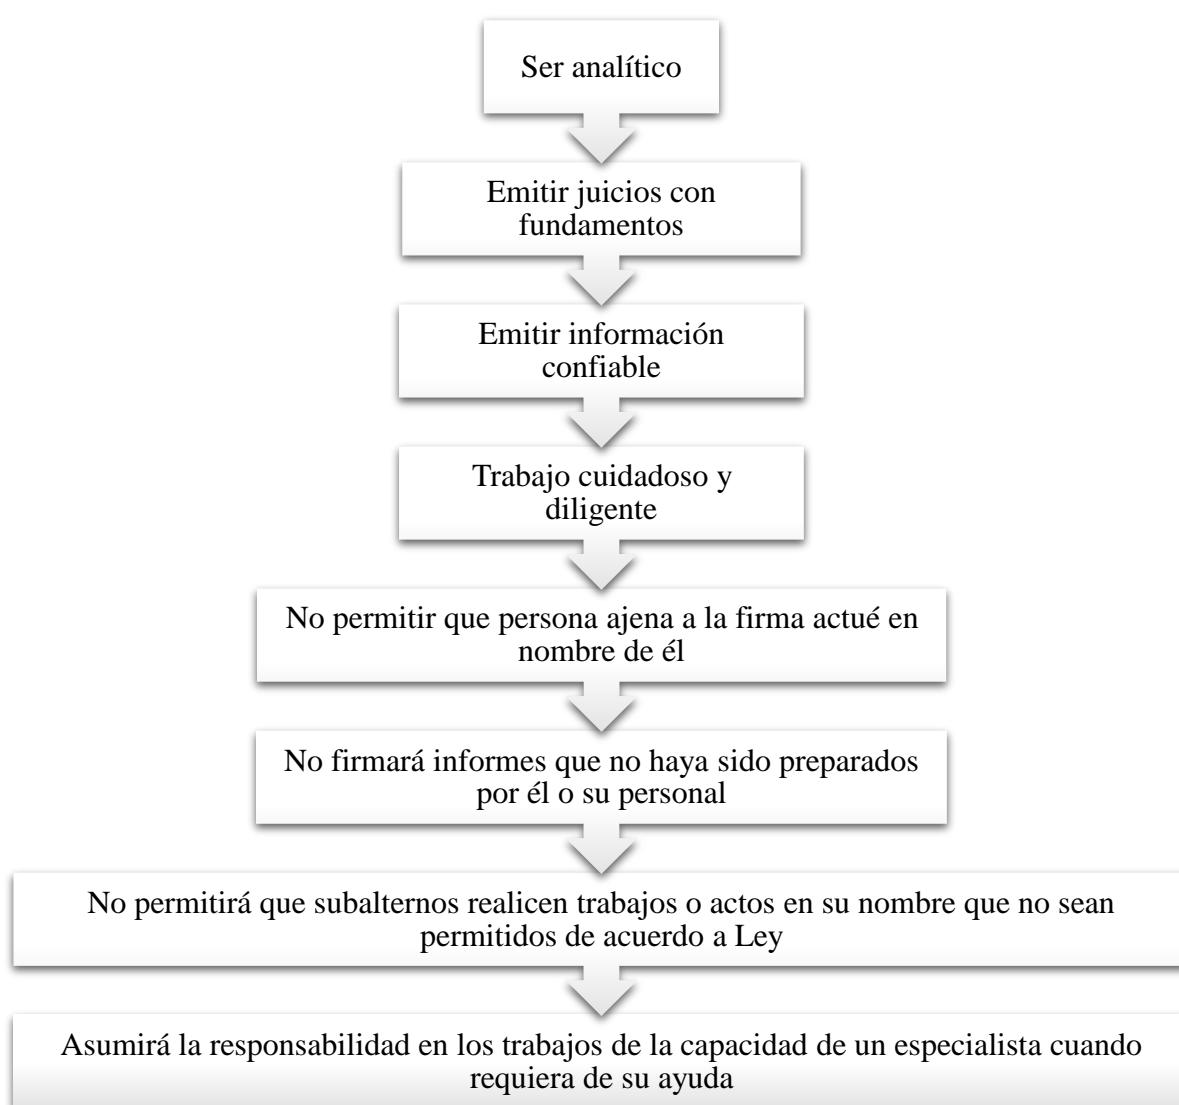 Ser analítico
Emitir juicios con
fundamentos
Emitir información
confiable
Trabajo cuidadoso y
diligente
No permitir que persona ajena a la firma actué en
nombre de él
No firmará informes que no haya sido preparados
por él o su personal
No permitirá que subalternos realicen trabajos o actos en su nombre que no sean
permitidos de acuerdo a Ley
Asumirá la responsabilidad en los trabajos de la capacidad de un especialista cuando
requiera de su ayuda